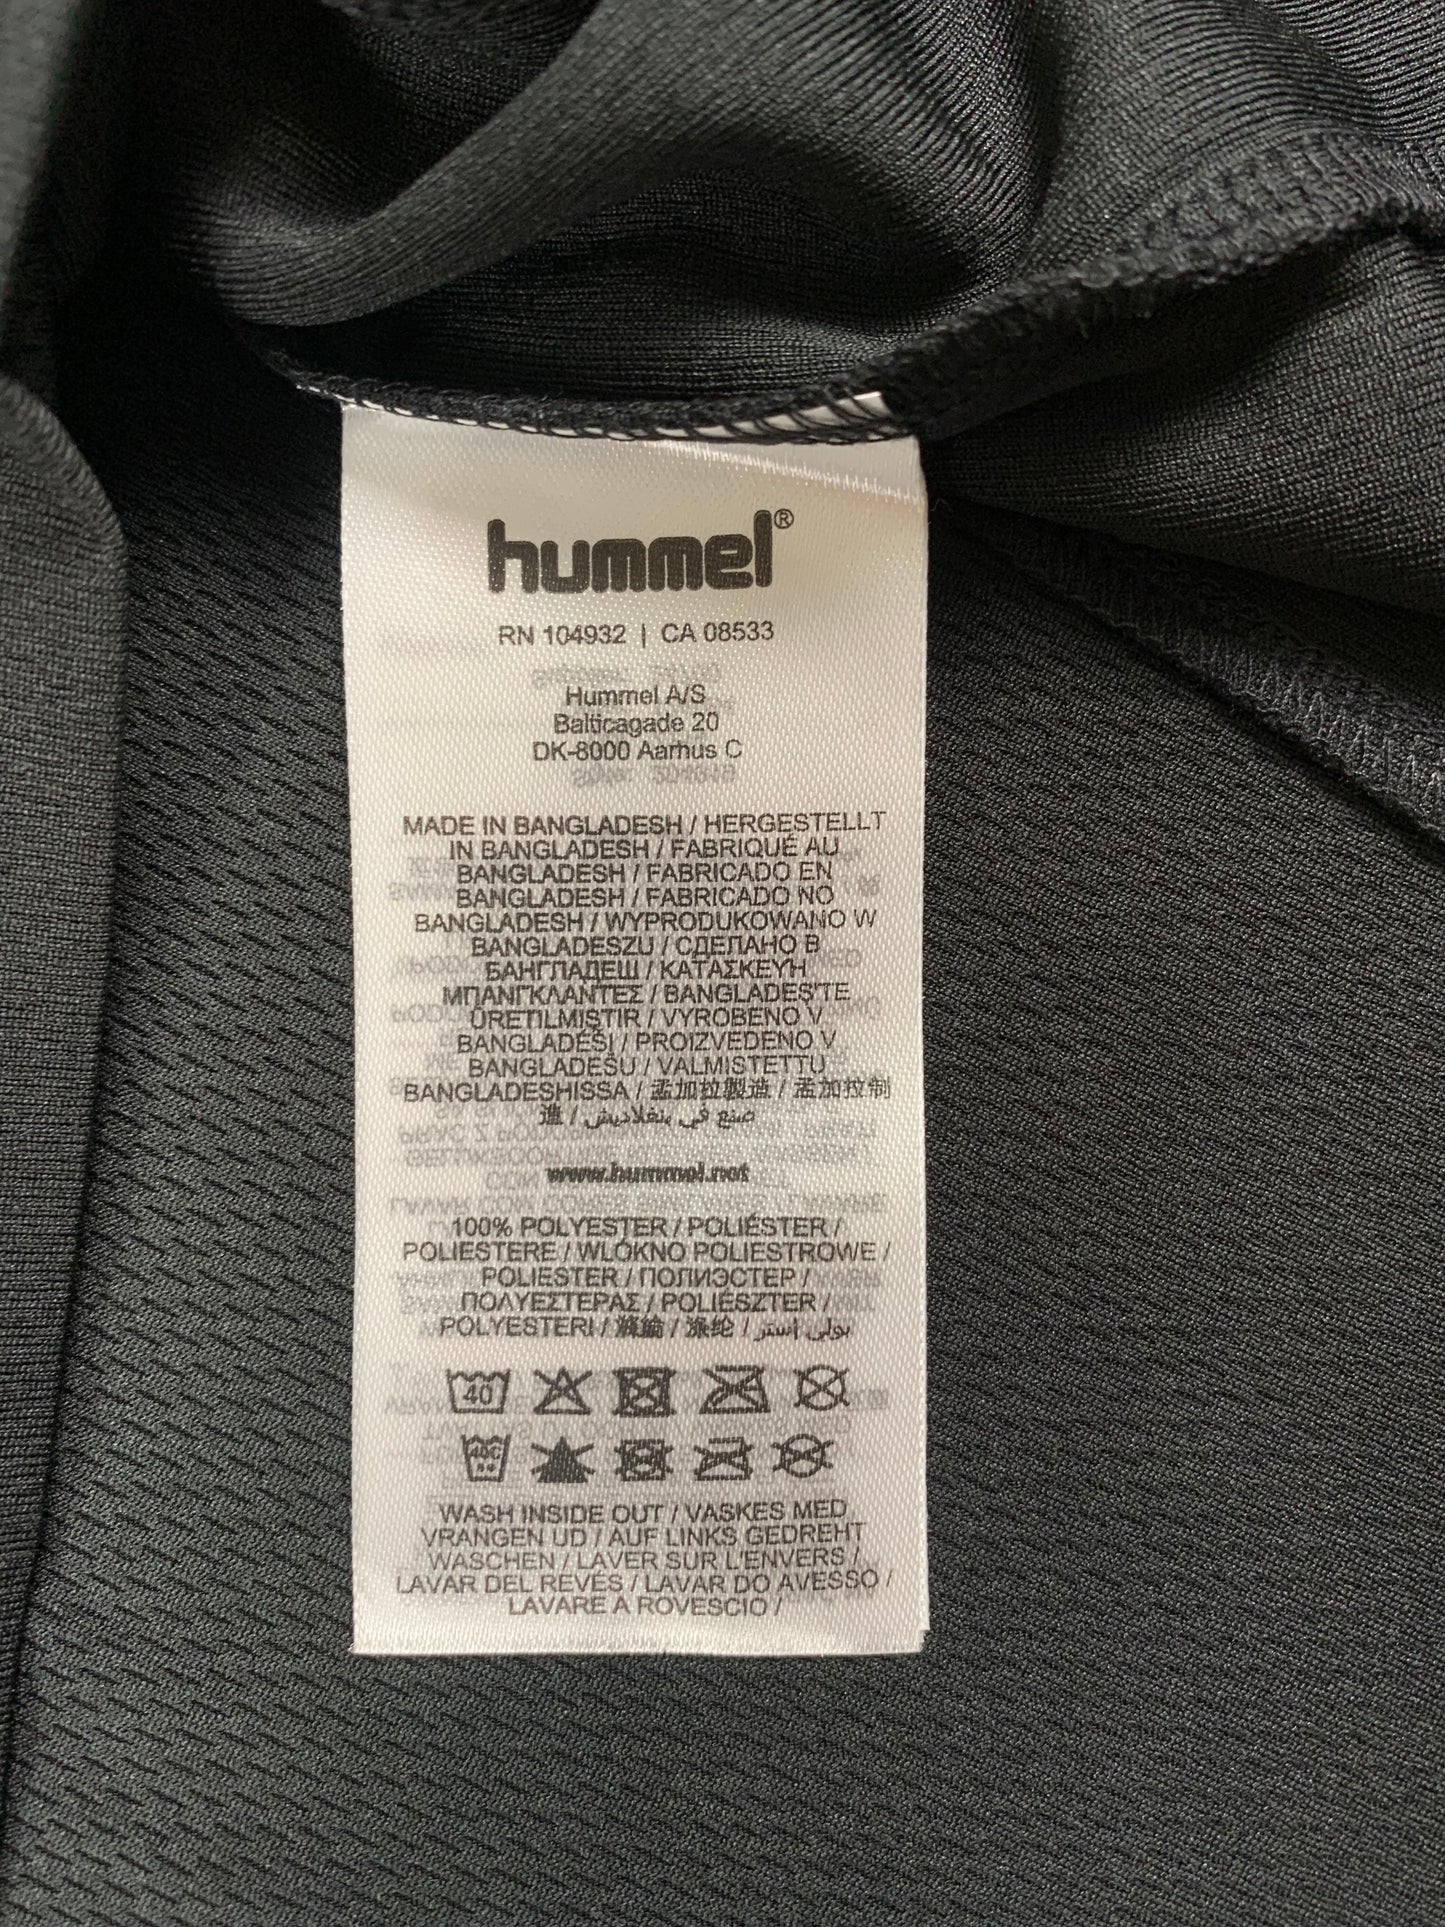 hummel®
RN 104932 | CA 08533
Hummel A/S
Balticagade 20
DK-8000 Aarhus C
MADE IN BANGLADESH / HERGESTELLT
IN BANGLADESH / FABRIQUÉ AU
BANGLADESH / FABRICADO EN
BANGLADESH / FABRICADO NO
BANGLADESH / WYPRODUKOWANO W
BANGLADESZU / СДЕЛАНО В
БАНГЛАДЕШ / ΚΑΤΑΣΚΕΥΉ
ΜΠΑΝΓΚΛΑΝΤΕΣ / BANGLADEŞ'TE
ÜRETILMIŞTIR / VYROBENO V
BANGLADÉŠI / PROIZVEDENO V
BANGLADEŠU / VALMISTETTU
BANGLADESHISSA / 孟加拉製造 / 孟加拉制
造 / صنع في بنغلاديش
www.hummel.net
100% POLYESTER / POLIÉSTER /
POLIESTERE / WLÓKNO POLIESTROWE /
POLIESTER / ПОЛИЭСТЕР /
ΠΟΛΥΕΣΤΕΡΑΣ / POLIÉSZTER /
POLYESTERI / 滌綸 / 涤纶 / بولي إستر
40
40C
WASH INSIDE OUT / VASKES MED
VRANGEN UD / AUF LINKS GEDREHT
WASCHEN / LAVER SUR L'ENVERS /
LAVAR DEL REVÉS / LAVAR DO AVESSO /
LAVARE A ROVESCIO /